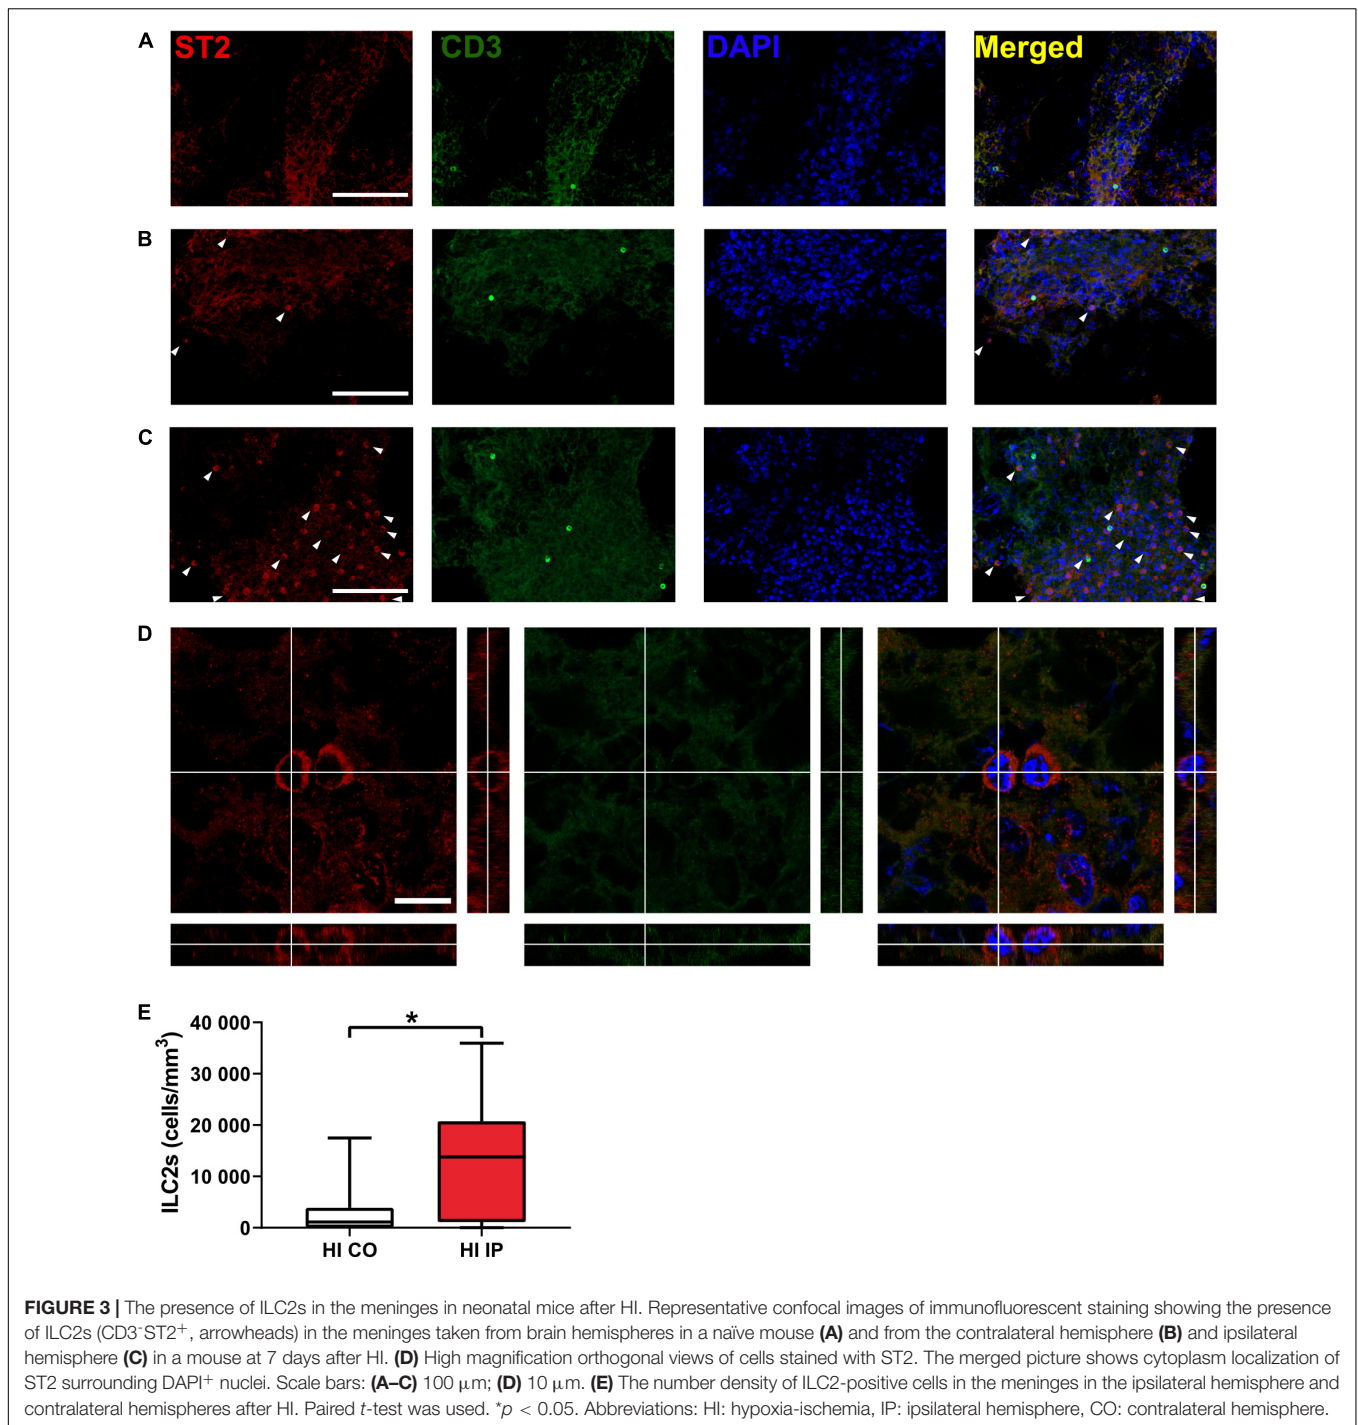 A
ST2
CD3
DAPI
Merged
B
C
D
E
40 000
30 000
20 000
10 000
0
ILC2s (cells/mm³)
*
HI CO
HI IP
FIGURE 3 | The presence of ILC2s in the meninges in neonatal mice after HI. Representative confocal images of immunofluorescent staining showing the presence
of ILC2s (CD3⁻ST2⁺, arrowheads) in the meninges taken from brain hemispheres in a naïve mouse (A) and from the contralateral hemisphere (B) and ipsilateral
hemisphere (C) in a mouse at 7 days after HI. (D) High magnification orthogonal views of cells stained with ST2. The merged picture shows cytoplasm localization of
ST2 surrounding DAPI⁺ nuclei. Scale bars: (A–C) 100 μm; (D) 10 μm. (E) The number density of ILC2-positive cells in the meninges in the ipsilateral hemisphere and
contralateral hemispheres after HI. Paired t-test was used. *p < 0.05. Abbreviations: HI: hypoxia-ischemia, IP: ipsilateral hemisphere, CO: contralateral hemisphere.